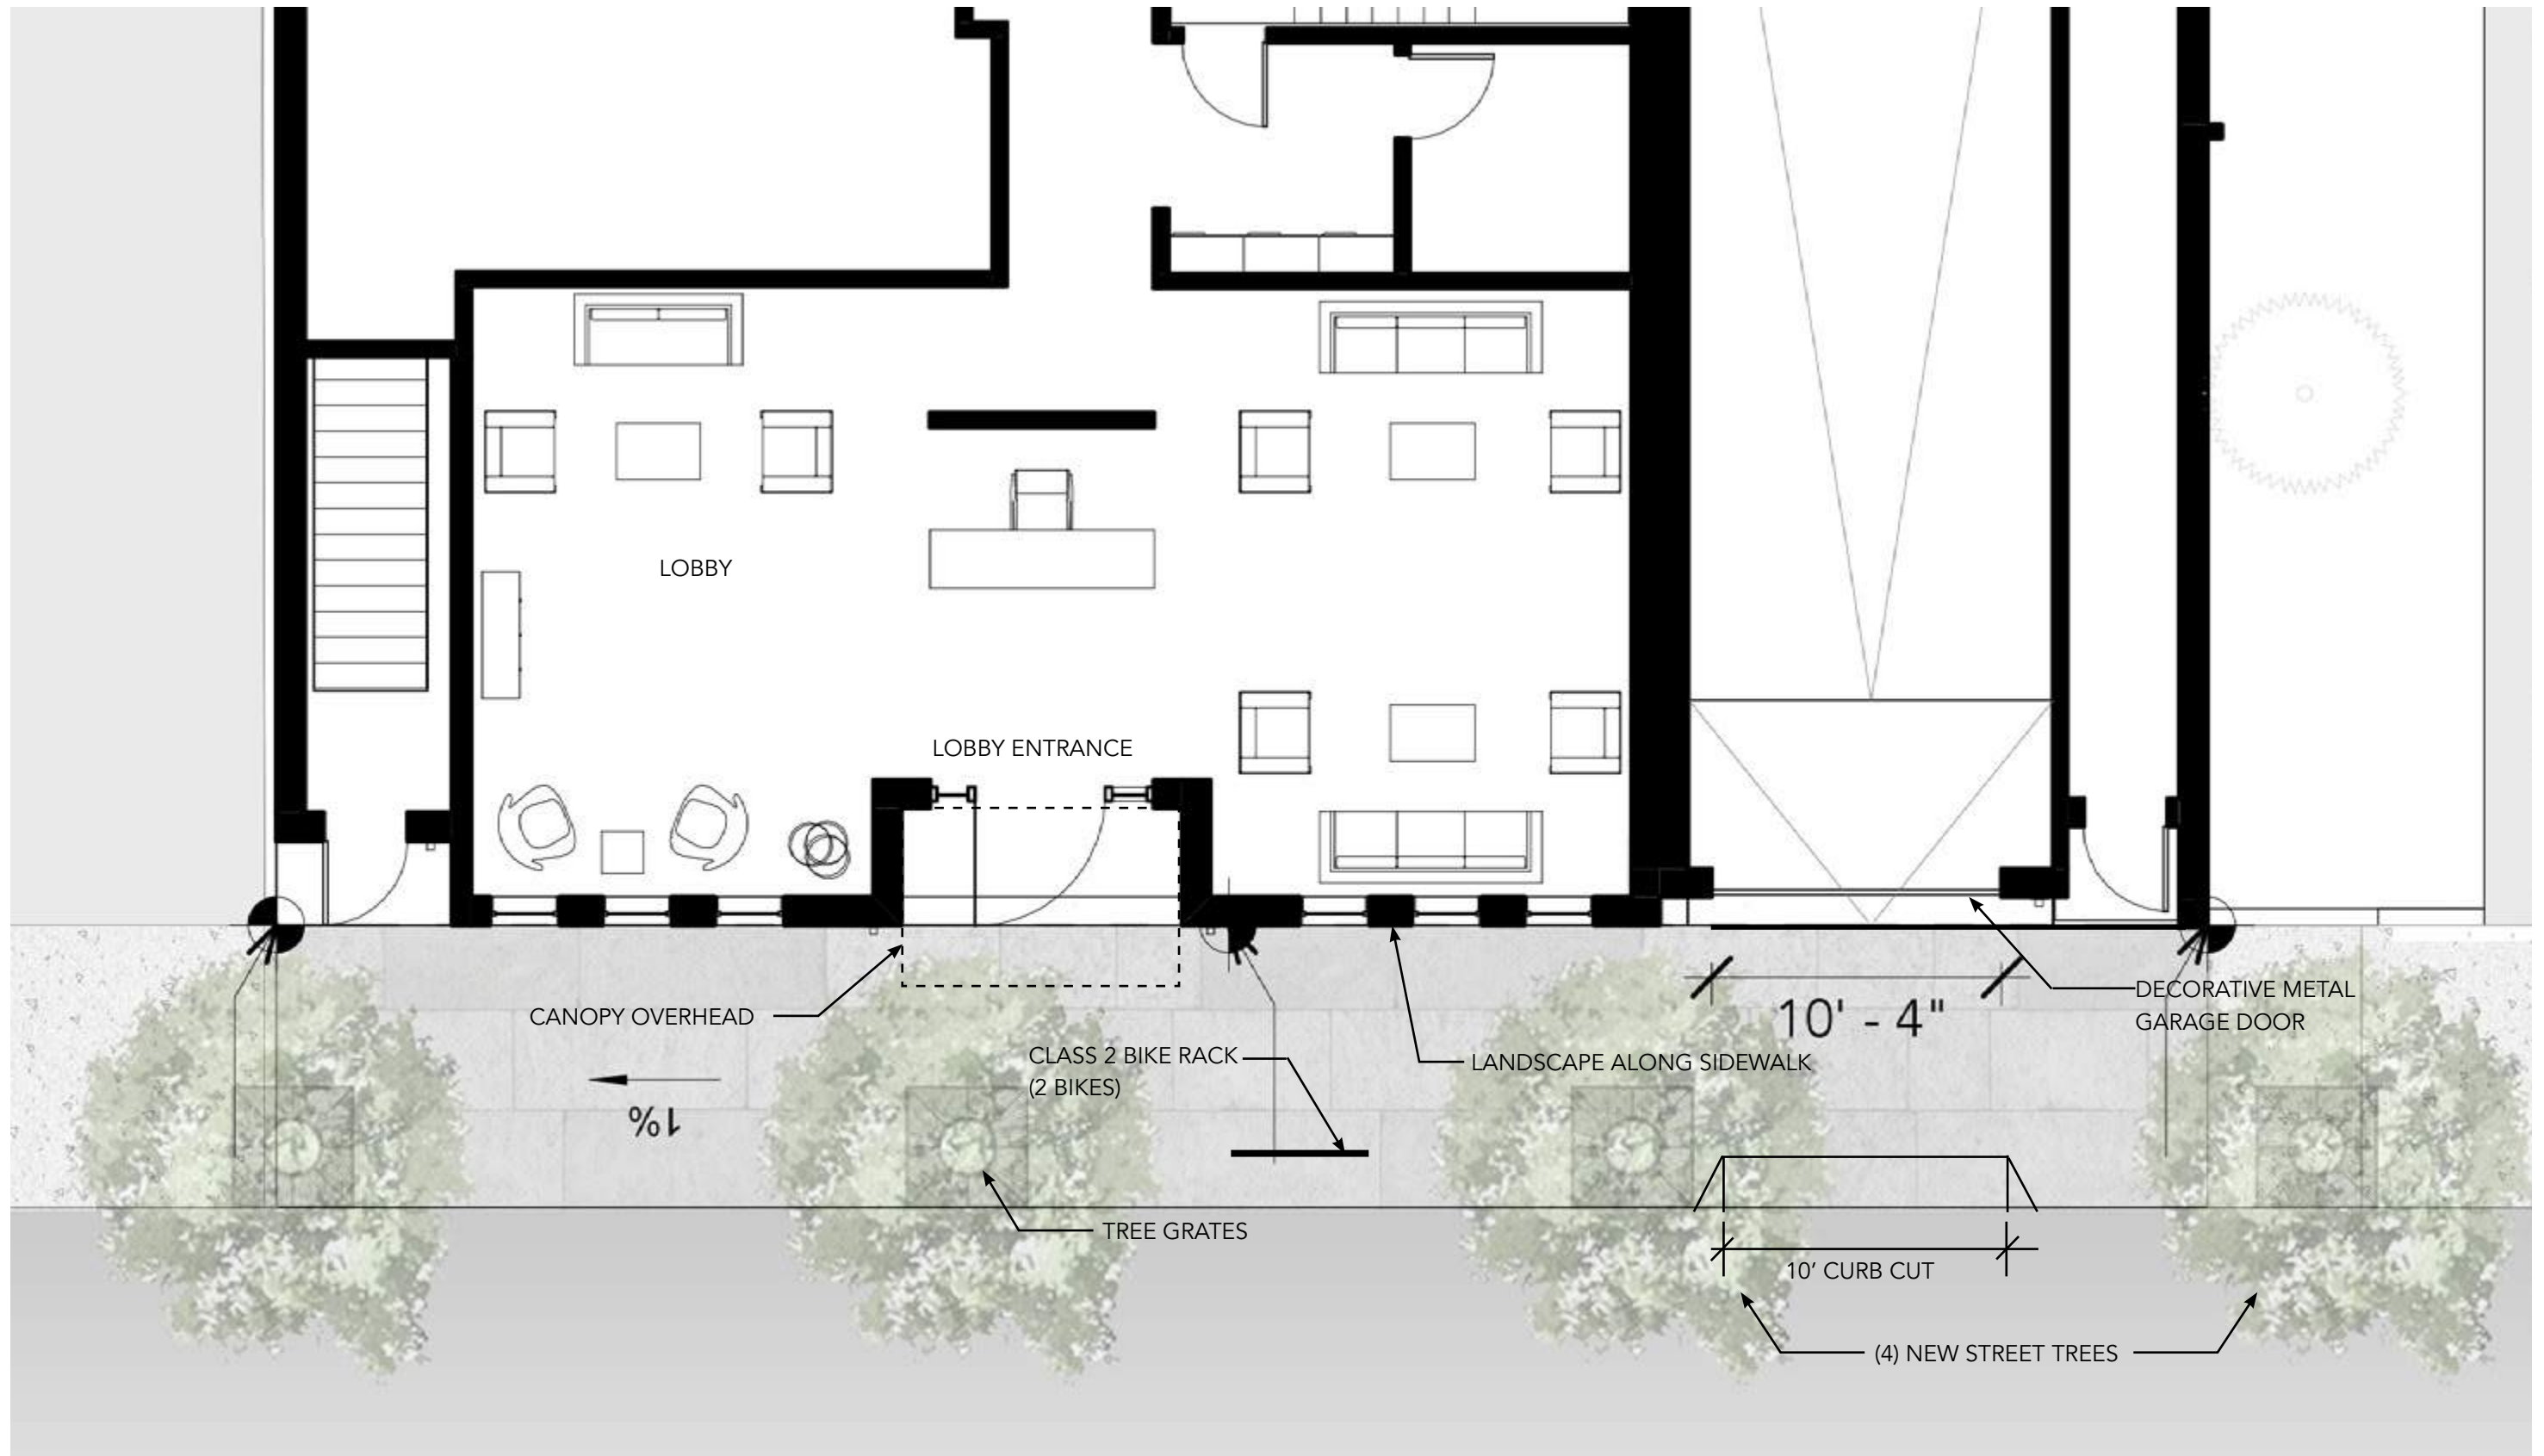 LOBBY
LOBBY ENTRANCE
CANOPY OVERHEAD
DECORATIVE METAL
GARAGE DOOR
10' - 4"
CLASS 2 BIKE RACK
(2 BIKES)
LANDSCAPE ALONG SIDEWALK
1%
TREE GRATES
10’ CURB CUT
(4) NEW STREET TREES